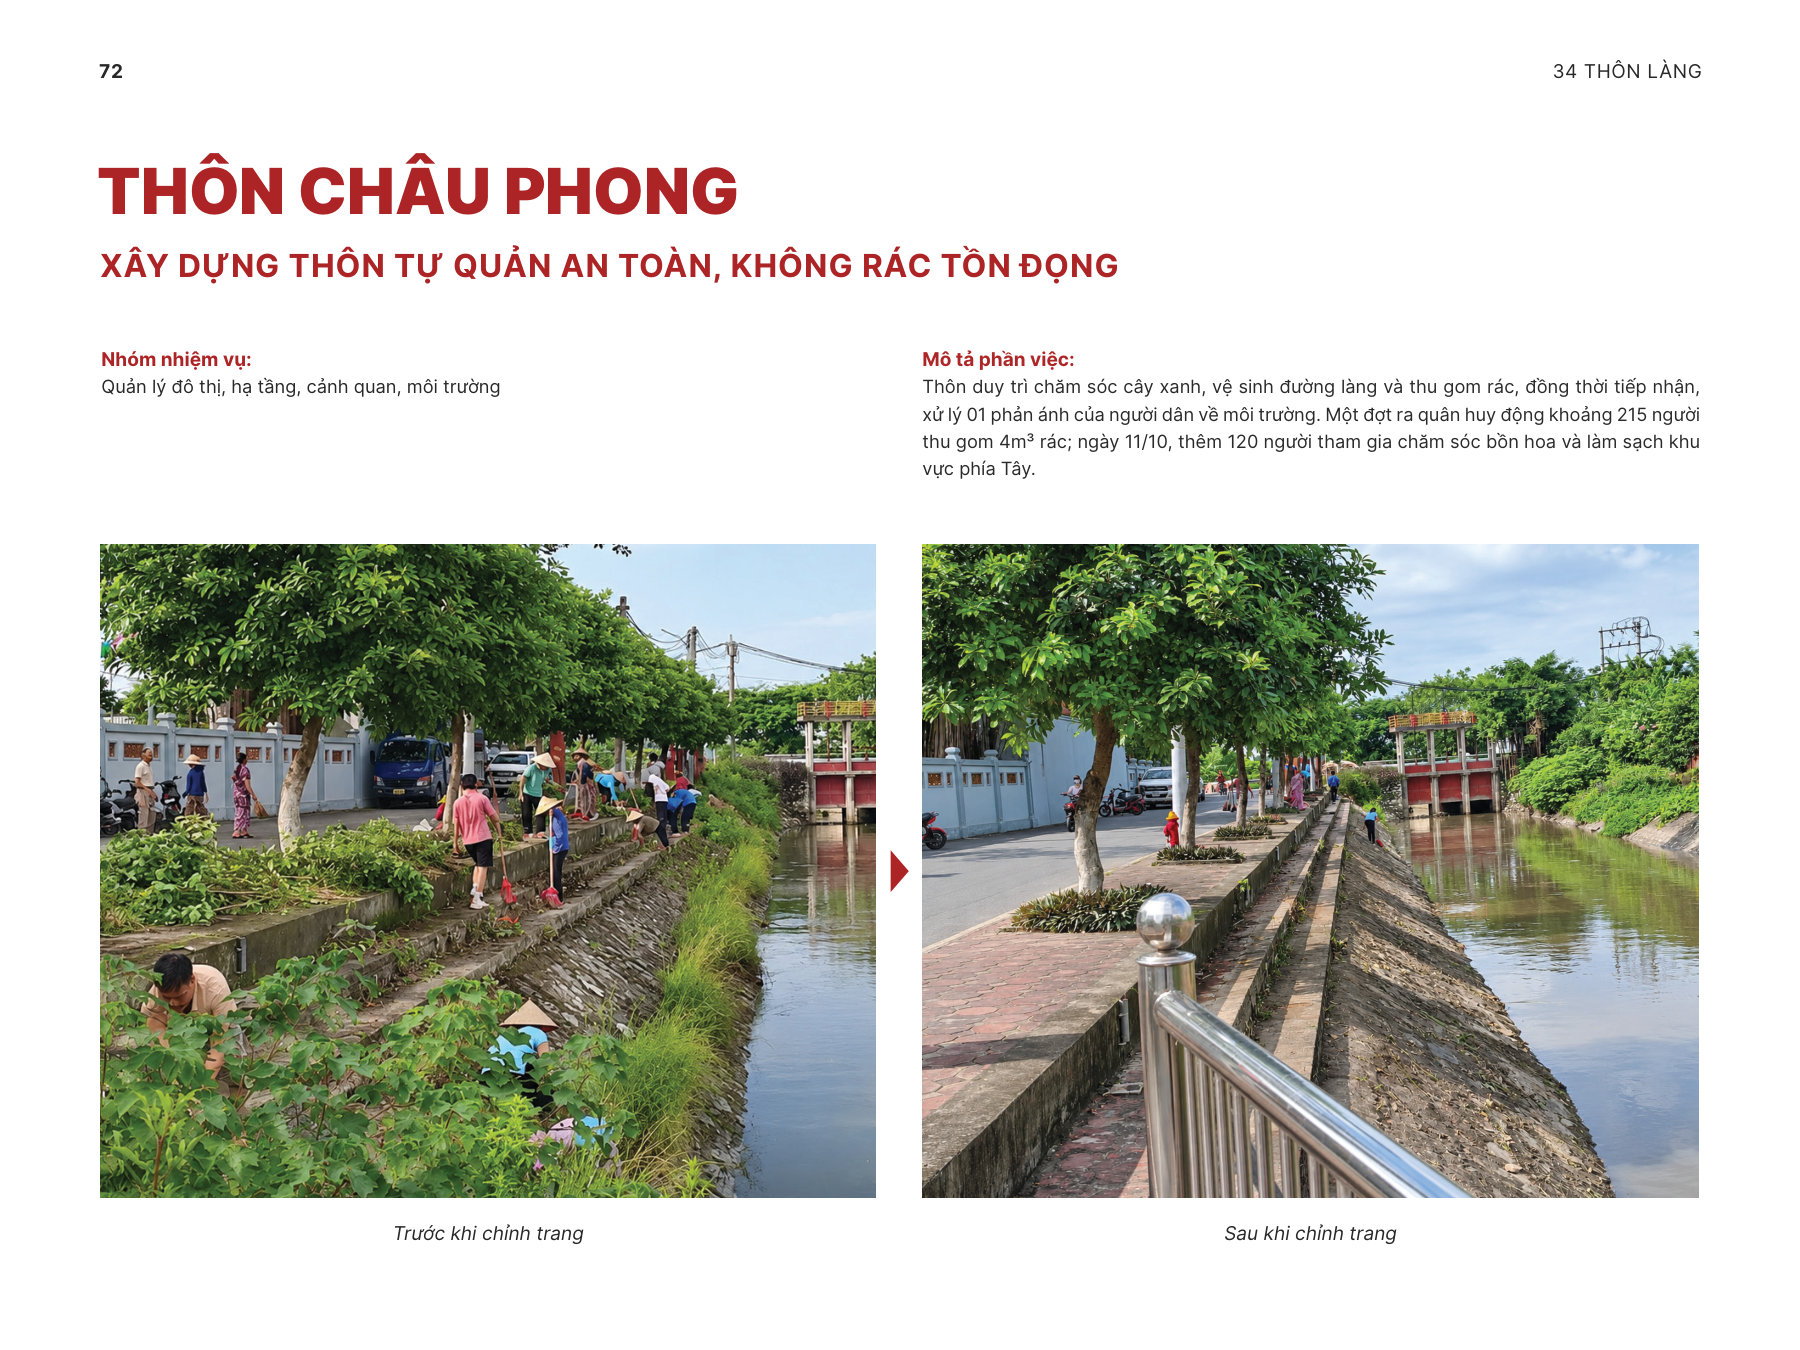 72
34 THÔN LÀNG
THÔN CHÂU PHONG
XÂY DỰNG THÔN TỰ QUẢN AN TOÀN, KHÔNG RÁC TỒN ĐỌNG
Nhóm nhiệm vụ:
Quản lý đô thị, hạ tầng, cảnh quan, môi trường
Mô tả phần việc:
Thôn duy trì chăm sóc cây xanh, vệ sinh đường làng và thu gom rác, đồng thời tiếp nhận,
xử lý 01 phản ánh của người dân về môi trường. Một đợt ra quân huy động khoảng 215 người
thu gom 4m³ rác; ngày 11/10, thêm 120 người tham gia chăm sóc bồn hoa và làm sạch khu
vực phía Tây.
Trước khi chỉnh trang
Sau khi chỉnh trang